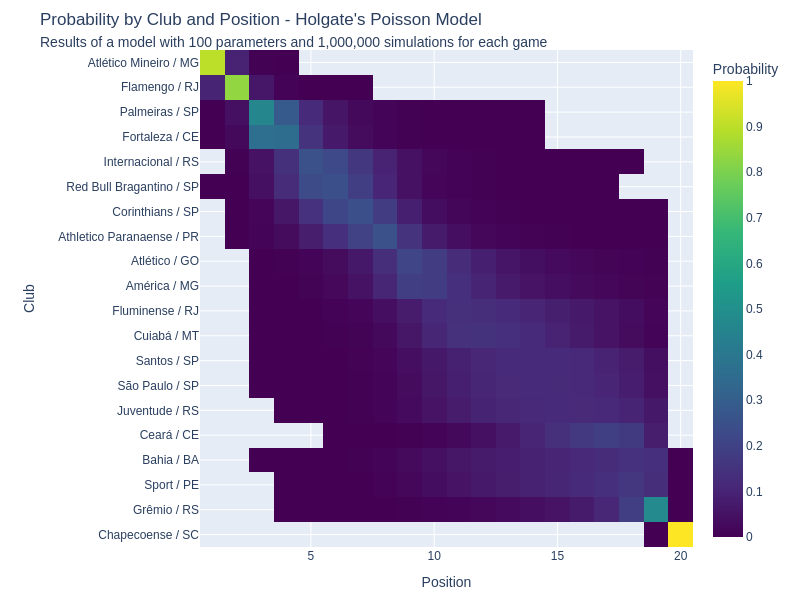 Probability by Club and Position - Holgate's Poisson Model
Results of a model with 100 parameters and 1,000,000 simulations for each game
Probability
Club
Atlético Mineiro / MG
Flamengo / RJ
Palmeiras / SP
Fortaleza / CE
Internacional / RS
Red Bull Bragantino / SP
Corinthians / SP
Athletico Paranaense / PR
Atlético / GO
América / MG
Fluminense / RJ
Cuiabá / MT
Santos / SP
São Paulo / SP
Juventude / RS
Ceará / CE
Bahia / BA
Sport / PE
Grêmio / RS
Chapecoense / SC
1
0.9
0.8
0.7
0.6
0.5
0.4
0.3
0.2
0.1
0
5
10
15
20
Position